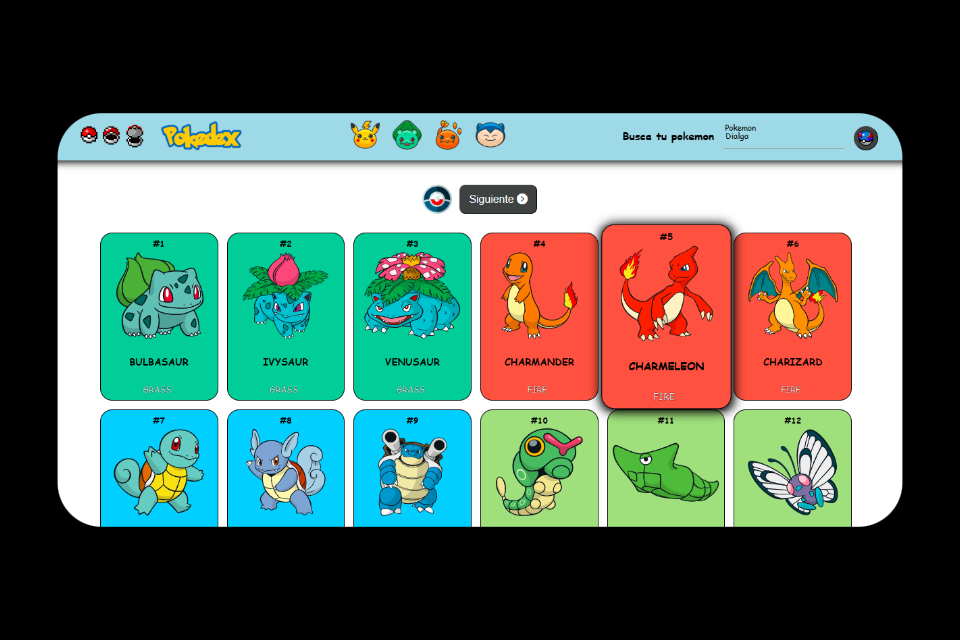 Pokedex
Busca tu pokemon
Pokemon
Dialga
Siguiente
#1
#2
#3
#4
#5
#6
BULBASAUR
IVYSAUR
VENUSAUR
CHARMANDER
CHARMELEON
CHARIZARD
GRASS
GRASS
GRASS
FIRE
FIRE
FIRE
#7
#8
#9
#10
#11
#12